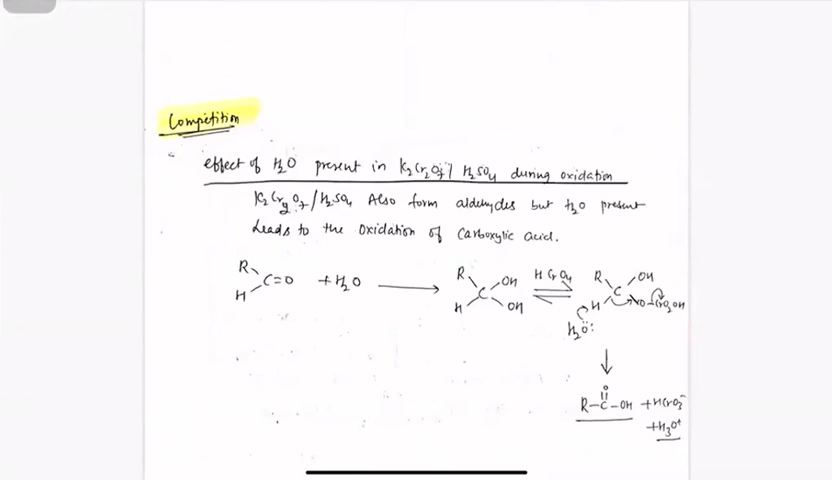 Competition
effect of H2O present in K2Cr2O7/ H2SO4 during oxidation
K2Cr2O7/H2SO4 Also form aldehydes but H2O present
Leads to the Oxidation of Carboxylic acid.
R H C=O + H2O → R H C OH OH ⇌ HCrO4 R H C OH O-CrO2OH
H2Ö:
↓
R-C(=O)-OH + HCrO3-
+H3O+